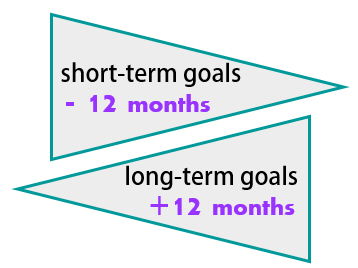 short-term goals
- 12 months
long-term goals
+12 months